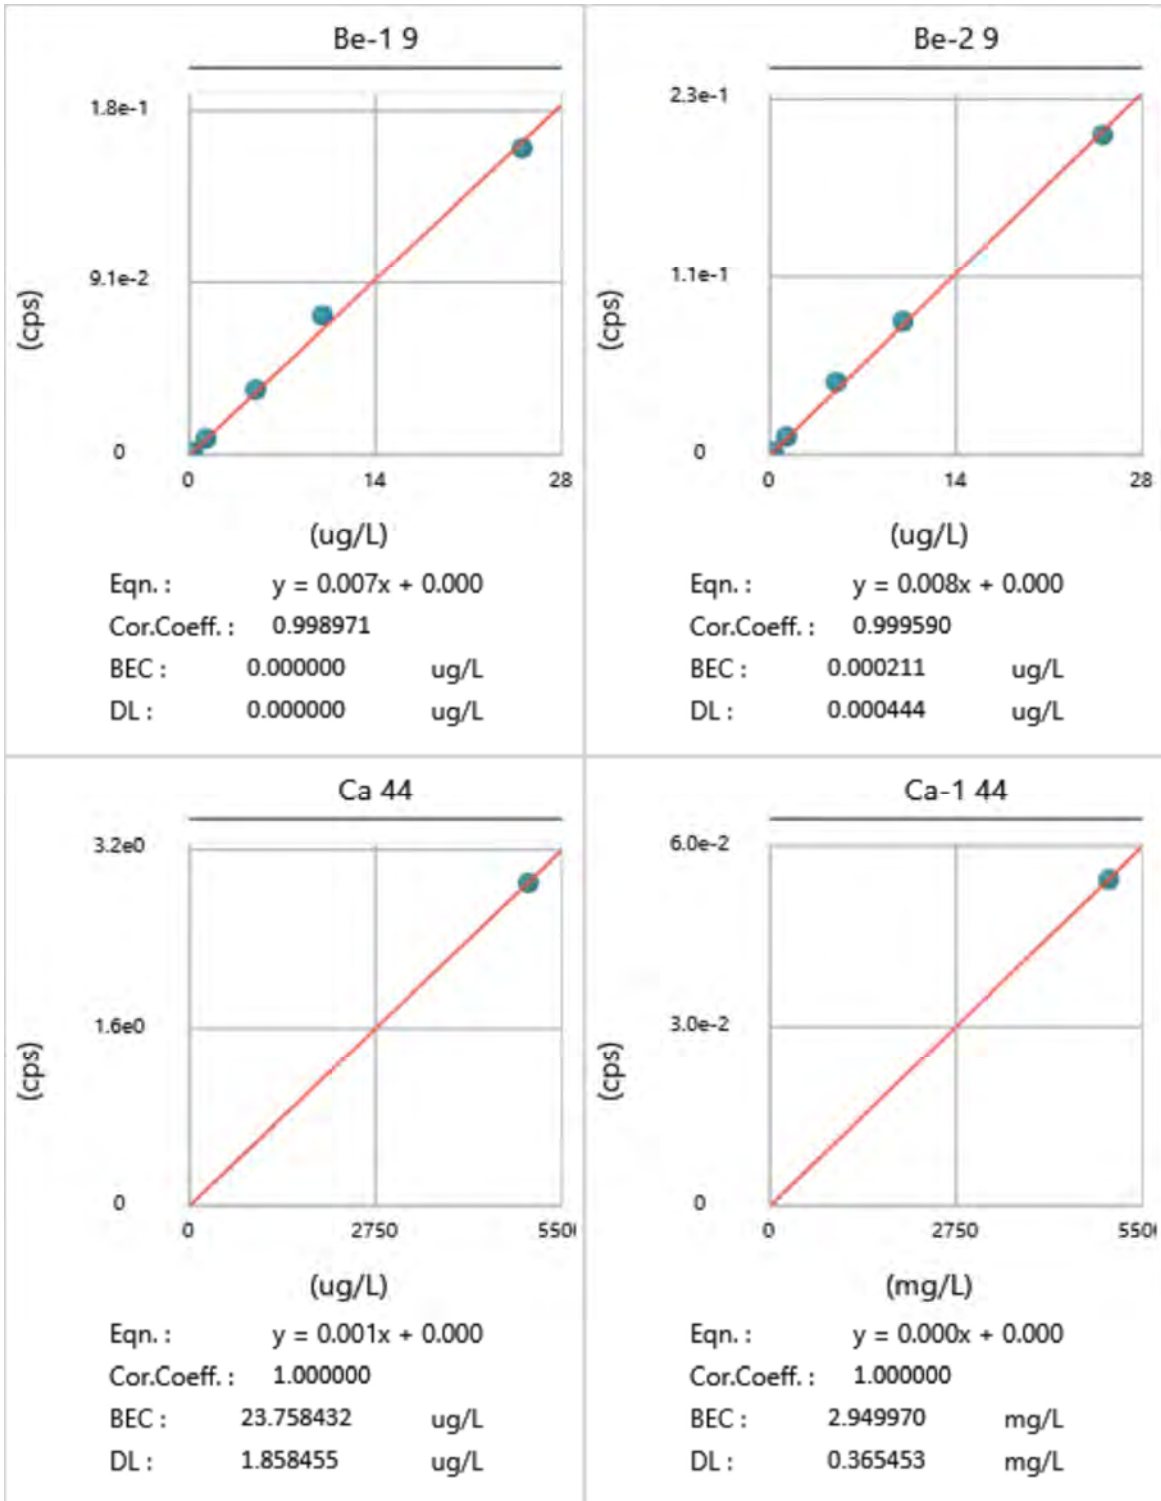 Be-1 9
1.8e-1
9.1e-2
0
(cps)
0 14 28
(ug/L)
Eqn. : y = 0.007x + 0.000
Cor.Coeff. : 0.998971
BEC : 0.000000 ug/L
DL : 0.000000 ug/L
Be-2 9
2.3e-1
1.1e-1
0
(cps)
0 14 28
(ug/L)
Eqn. : y = 0.008x + 0.000
Cor.Coeff. : 0.999590
BEC : 0.000211 ug/L
DL : 0.000444 ug/L
Ca 44
3.2e0
1.6e0
0
(cps)
0 2750 550
(ug/L)
Eqn. : y = 0.001x + 0.000
Cor.Coeff. : 1.000000
BEC : 23.758432 ug/L
DL : 1.858455 ug/L
Ca-1 44
6.0e-2
3.0e-2
0
(cps)
0 2750 550
(mg/L)
Eqn. : y = 0.000x + 0.000
Cor.Coeff. : 1.000000
BEC : 2.949970 mg/L
DL : 0.365453 mg/L